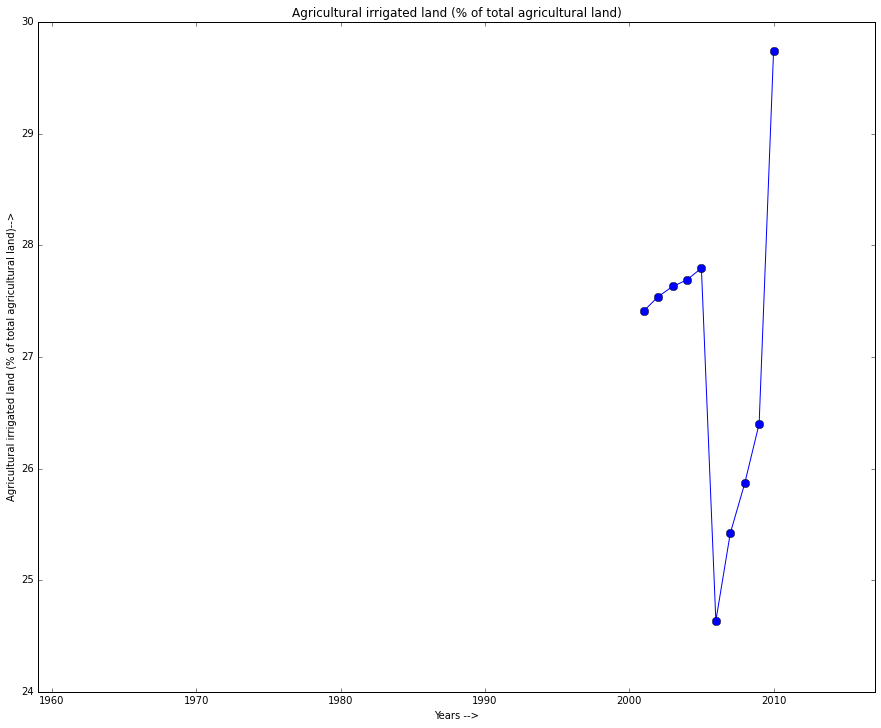 Agricultural irrigated land (% of total agricultural land)
30
29
28
27
26
25
24
Agricultural irrigated land (% of total agricultural land)-->
1960 1970 1980 1990 2000 2010
Years -->